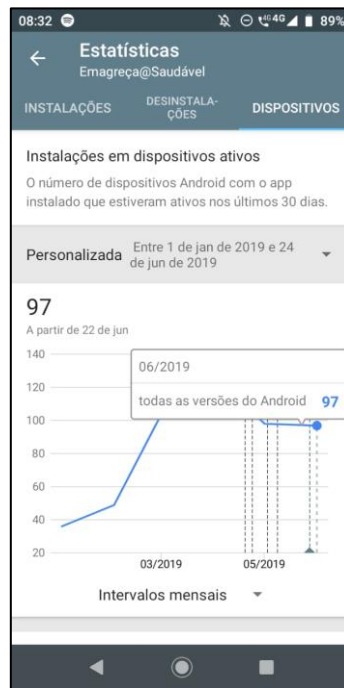 08:32 4G 4G 89%
Estatísticas
Emagreça@Saudável
INSTALAÇÕES
DESINSTALA-
ÇÕES
DISPOSITIVOS
Instalações em dispositivos ativos
O número de dispositivos Android com o app
instalado que estiveram ativos nos últimos 30 dias.
Personalizada
Entre 1 de jan de 2019 e 24
de jun de 2019
97
A partir de 22 de jun
140
06/2019
120
todas as versões do Android 97
100
80
60
40
20
03/2019 05/2019
Intervalos mensais